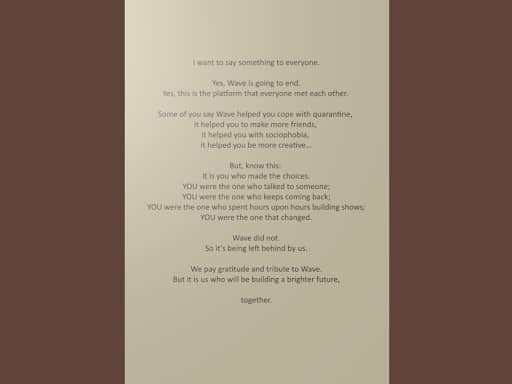 I want to say something to everyone.
Yes, Wave is going to end.
Yes, this is the platform that everyone met each other.
Some of you say Wave helped you cope with quarantine,
it helped you to make more friends,
it helped you with sociophobia,
it helped you be more creative...
But, know this:
It is you who made the choices.
YOU were the one who talked to someone;
YOU were the one who keeps coming back;
YOU were the one who spent hours upon hours building shows;
YOU were the one that changed.
Wave did not.
So it's being left behind by us.
We pay gratitude and tribute to Wave.
But it is us who will be building a brighter future,
together.